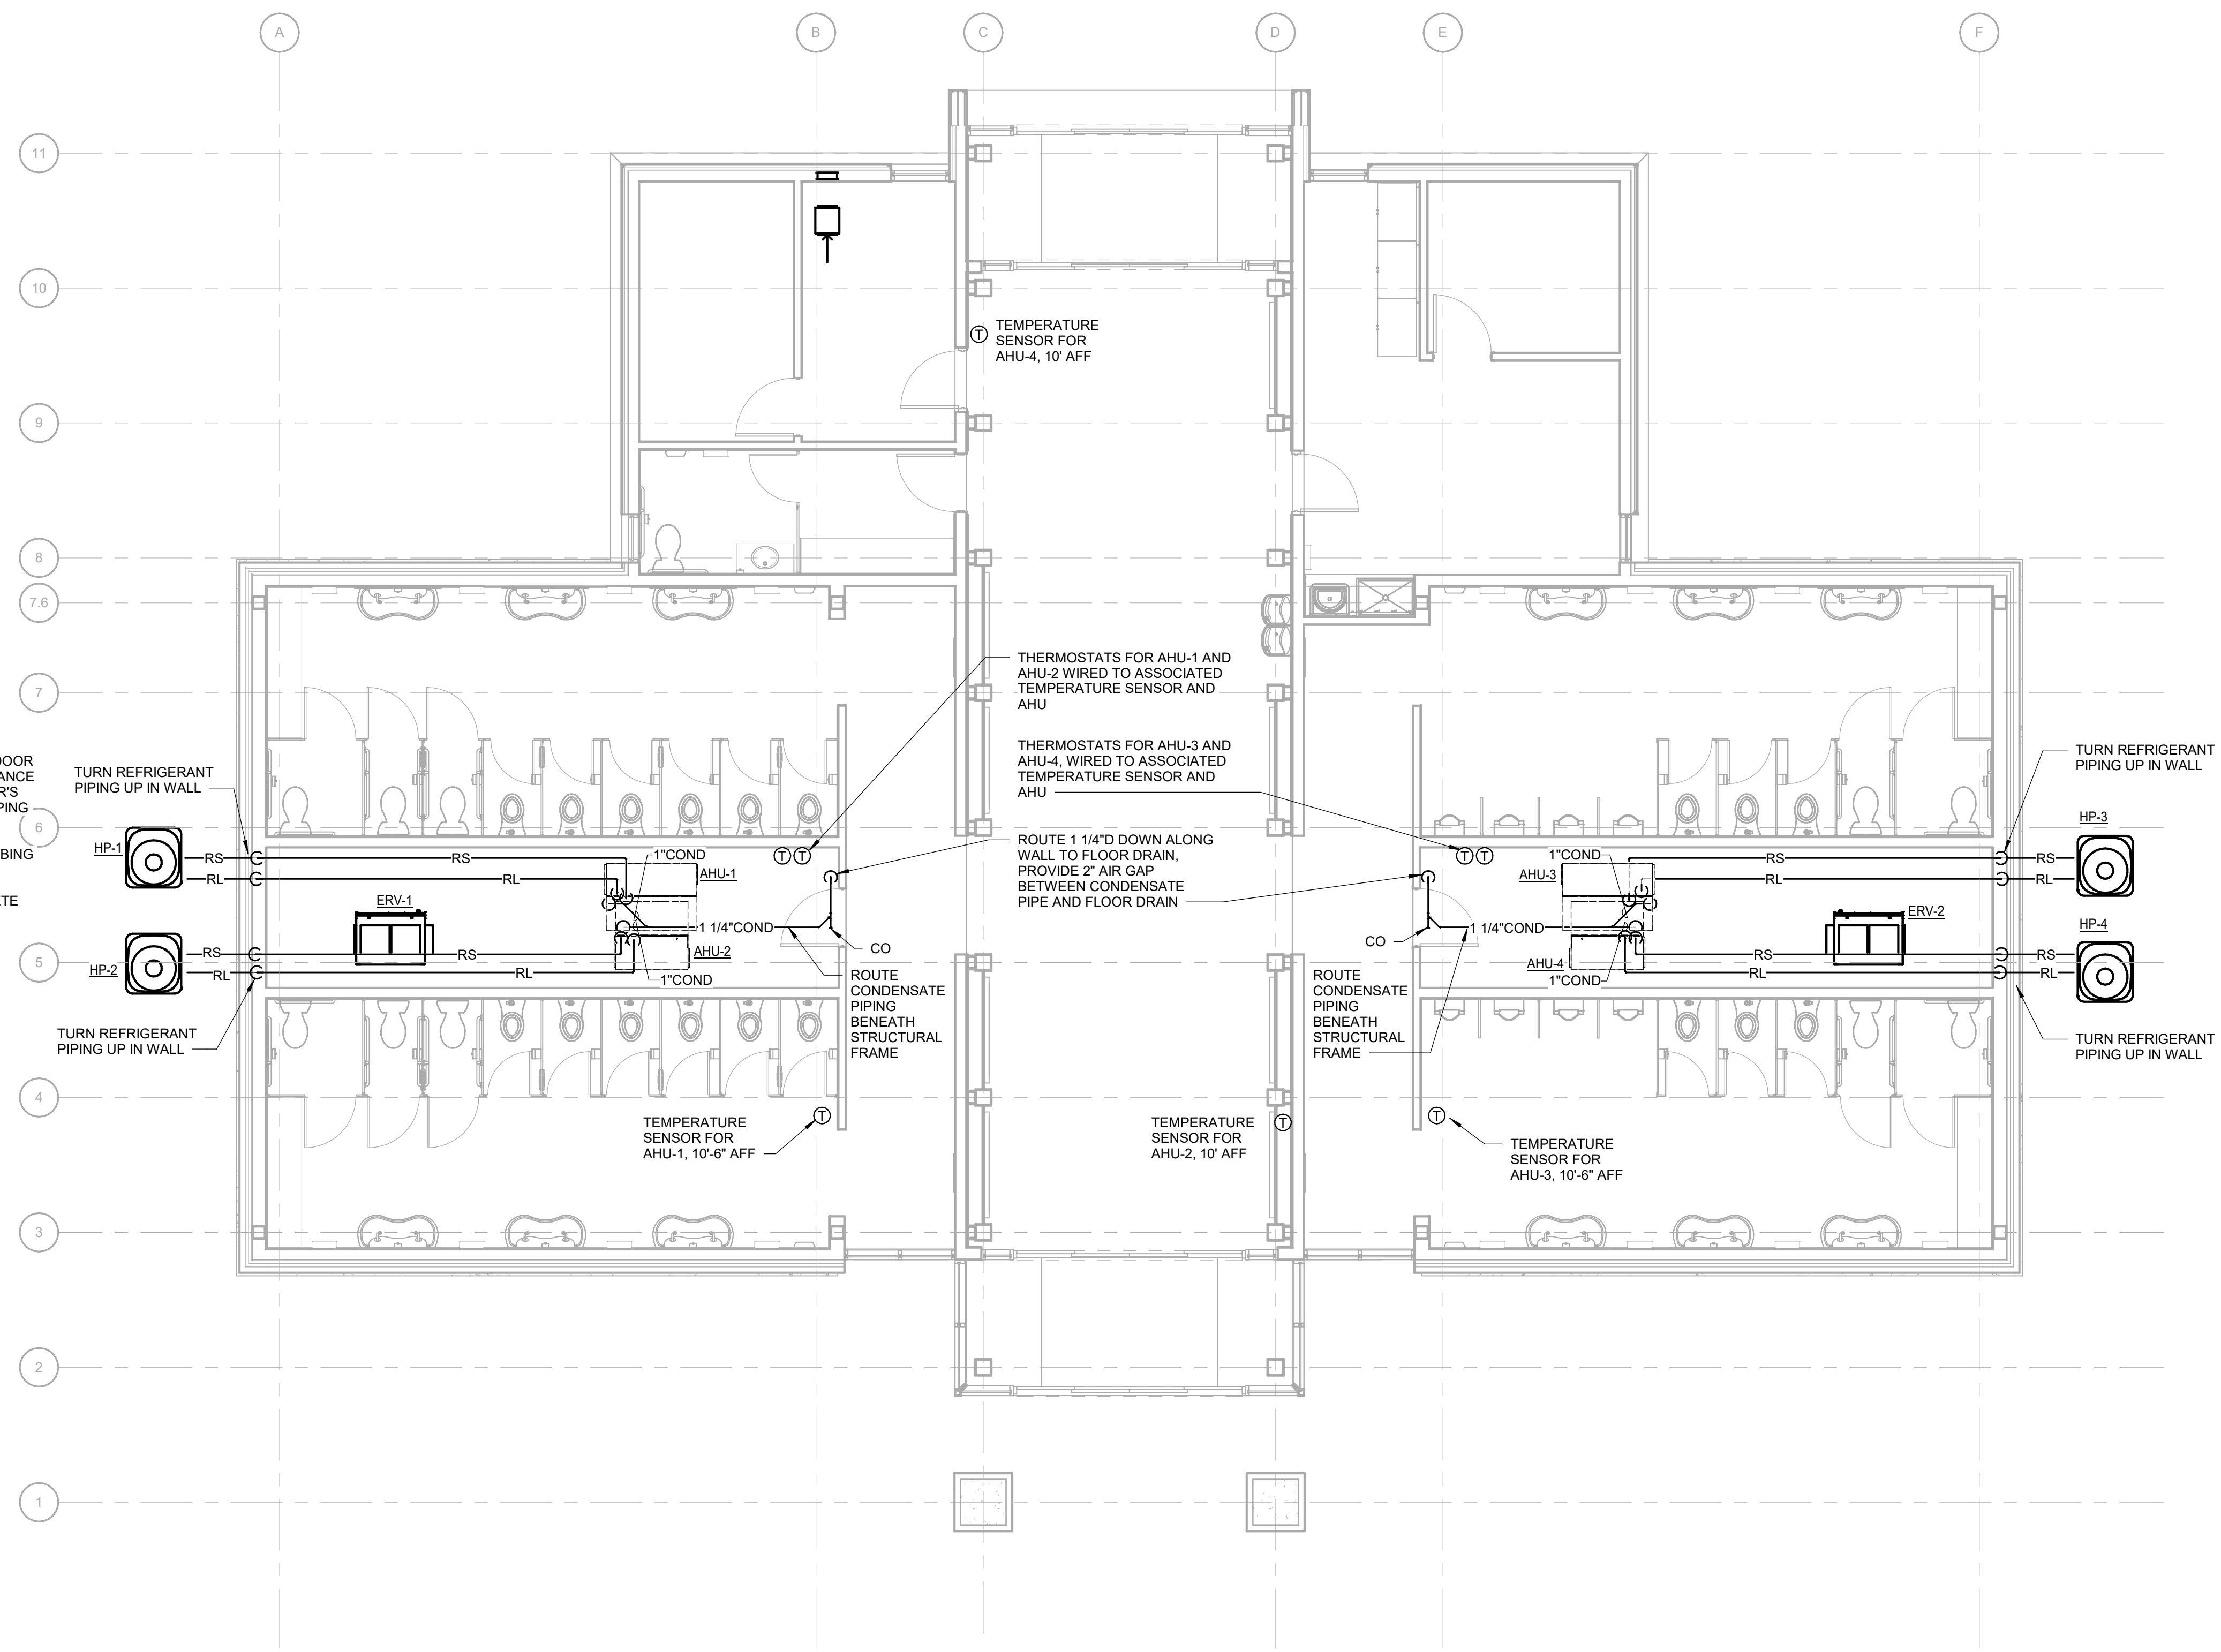 A
B
C
D
E
F
11
10
9
8
7.6
7
6
5
4
3
2
1
TEMPERATURE
SENSOR FOR
AHU-4, 10' AFF
T
THERMOSTATS FOR AHU-1 AND
AHU-2 WIRED TO ASSOCIATED
TEMPERATURE SENSOR AND
AHU
THERMOSTATS FOR AHU-3 AND
AHU-4, WIRED TO ASSOCIATED
TEMPERATURE SENSOR AND
AHU
ROUTE 1 1/4"D DOWN ALONG
WALL TO FLOOR DRAIN,
PROVIDE 2" AIR GAP
BETWEEN CONDENSATE
PIPE AND FLOOR DRAIN
DOOR
ANCE
R'S
PING
BING
TE
TURN REFRIGERANT
PIPING UP IN WALL
HP-1
RS
RS
RL
RL
ERV-1
HP-2
RS
RS
RL
RL
TURN REFRIGERANT
PIPING UP IN WALL
1"COND
AHU-1
1 1/4"COND
AHU-2
1"COND
T
T
CO
ROUTE
CONDENSATE
PIPING
BENEATH
STRUCTURAL
FRAME
TEMPERATURE
SENSOR FOR
AHU-1, 10'-6" AFF
T
TEMPERATURE
SENSOR FOR
AHU-2, 10' AFF
T
ROUTE
CONDENSATE
PIPING
BENEATH
STRUCTURAL
FRAME
CO
T
T
1"COND
AHU-3
1 1/4"COND
AHU-4
1"COND
RS
RS
RL
RL
ERV-2
RS
RS
RL
RL
HP-3
HP-4
TURN REFRIGERANT
PIPING UP IN WALL
TURN REFRIGERANT
PIPING UP IN WALL
T
TEMPERATURE
SENSOR FOR
AHU-3, 10'-6" AFF